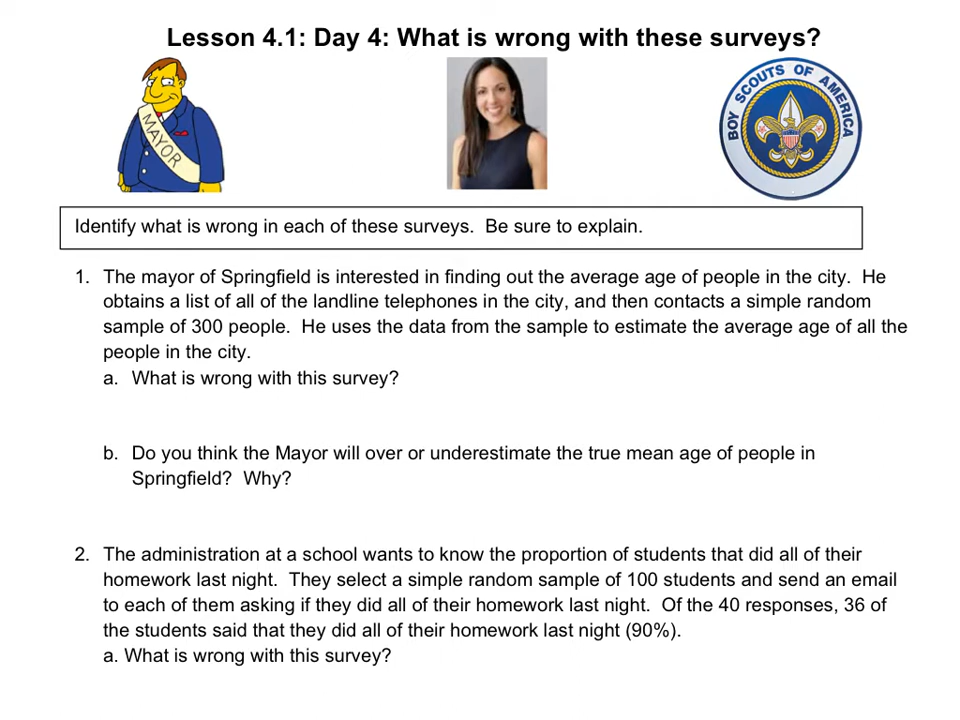 Lesson 4.1: Day 4: What is wrong with these surveys?
MAYOR
BOY SCOUTS OF AMERICA
Identify what is wrong in each of these surveys.  Be sure to explain.
1. The mayor of Springfield is interested in finding out the average age of people in the city.  He
obtains a list of all of the landline telephones in the city, and then contacts a simple random
sample of 300 people.  He uses the data from the sample to estimate the average age of all the
people in the city.
a. What is wrong with this survey?
b. Do you think the Mayor will over or underestimate the true mean age of people in
Springfield?  Why?
2. The administration at a school wants to know the proportion of students that did all of their
homework last night.  They select a simple random sample of 100 students and send an email
to each of them asking if they did all of their homework last night.  Of the 40 responses, 36 of
the students said that they did all of their homework last night (90%).
a. What is wrong with this survey?